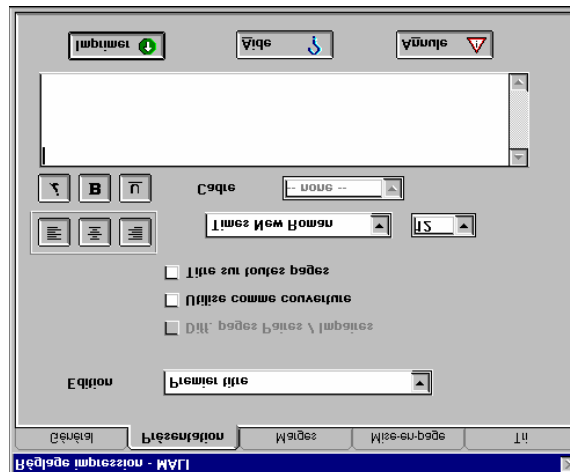 Réglage impression - MALI
Général Présentation Marges Mise-en-page Tri
Edition Premier titre
Diff. pages Paires / Impaires
Utilise comme couverture
Titre sur toutes pages
Times New Roman 12
i B U Cadre -- none --
Imprimer Aide Annule